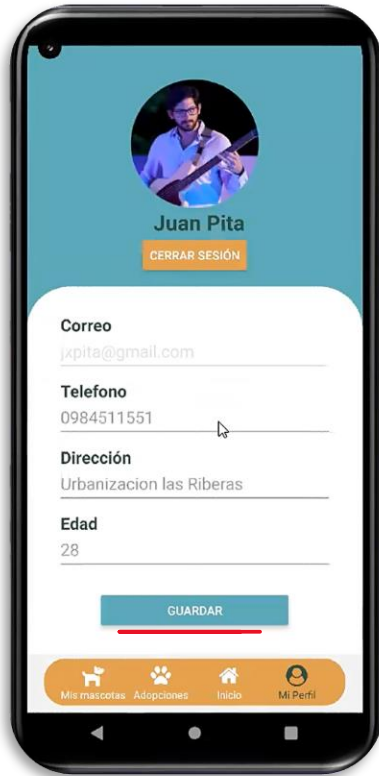 Juan Pita
CERRAR SESIÓN
Correo
jxpita@gmail.com
Telefono
0984511551
Dirección
Urbanizacion las Riberas
Edad
28
GUARDAR
Mis mascotas Adopciones Inicio Mi Perfil